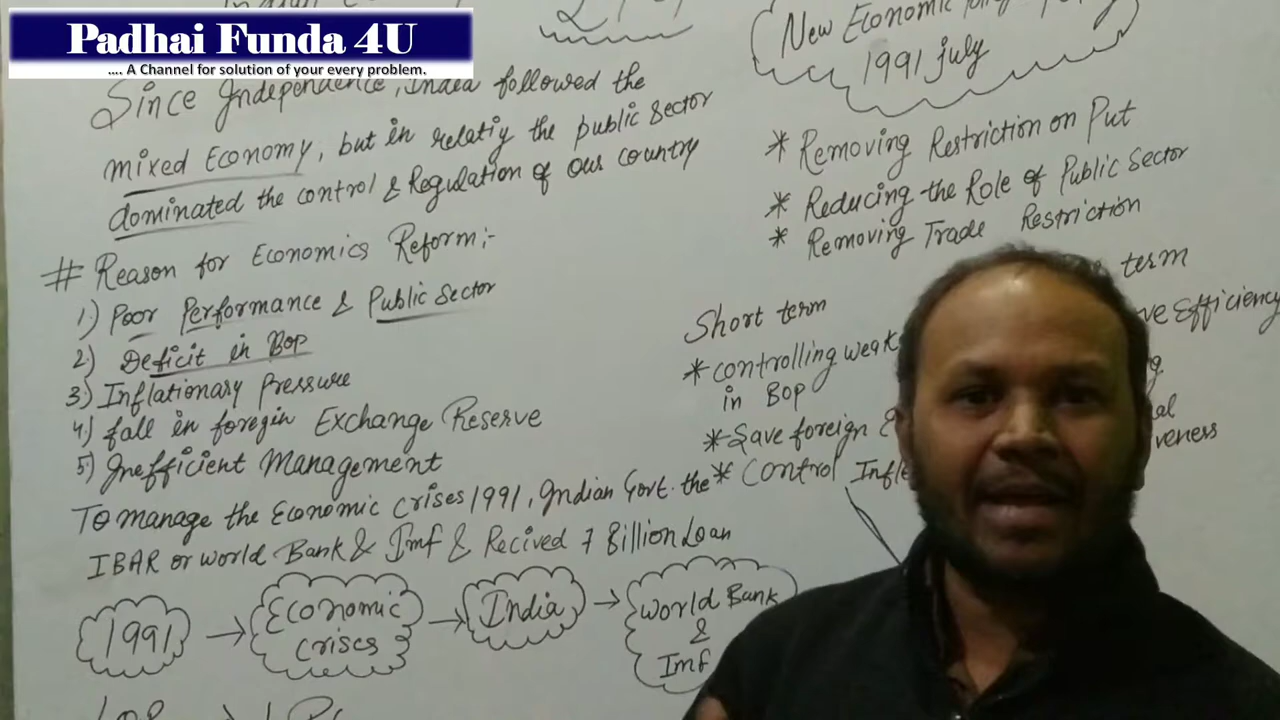 Padhai Funda 4U
.... A Channel for solution of your every problem.
Since Independence, India followed the
mixed Economy, but in relatiy the public Sector
dominated the control & Regulation of our country
# Reason for Economics Reform:-
1) Poor Performance & Public Sector
2) Deficit in BOP
3) Inflationary Pressure
4) fall in foregin Exchange Reserve
5) Inefficient Management
To manage the Economic crises 1991, Indian Govt. the
IBAR or world Bank & Imf & Recived 7 Billion Loan
1991 → Economic crises → India → World Bank & Imf
New Economic
1991 july
* Removing Restriction on Put
* Reducing the Role of Public Sector
* Removing Trade Restriction
Short term
* controlling weak
in BOP
* Save foreign
* Control
term
Efficiency